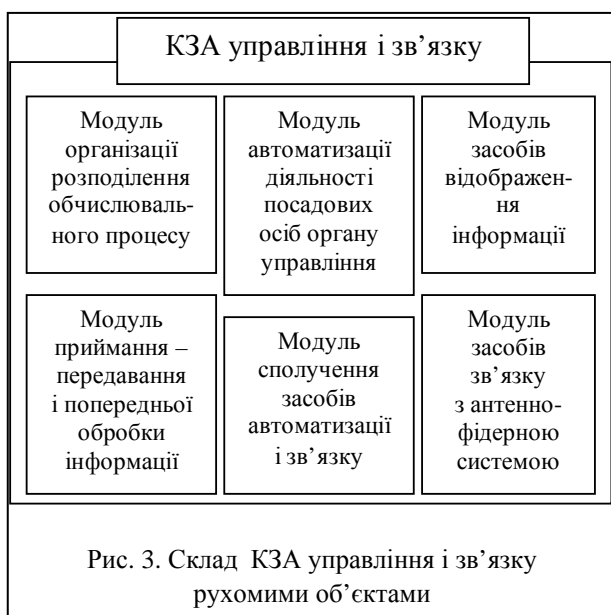 КЗА управління і зв’язку
Модуль
організації
розподілення
обчислюваль-
ного процесу
Модуль
автоматизації
діяльності
посадових
осіб органу
управління
Модуль
засобів
відображен-
ня
інформації
Модуль
приймання –
передавання
і попередньої
обробки
інформації
Модуль
сполучення
засобів
автоматизації
і зв’язку
Модуль
засобів
зв’язку
з антенно-
фідерною
системою
Рис. 3. Склад КЗА управління і зв’язку
рухомими об’єктами